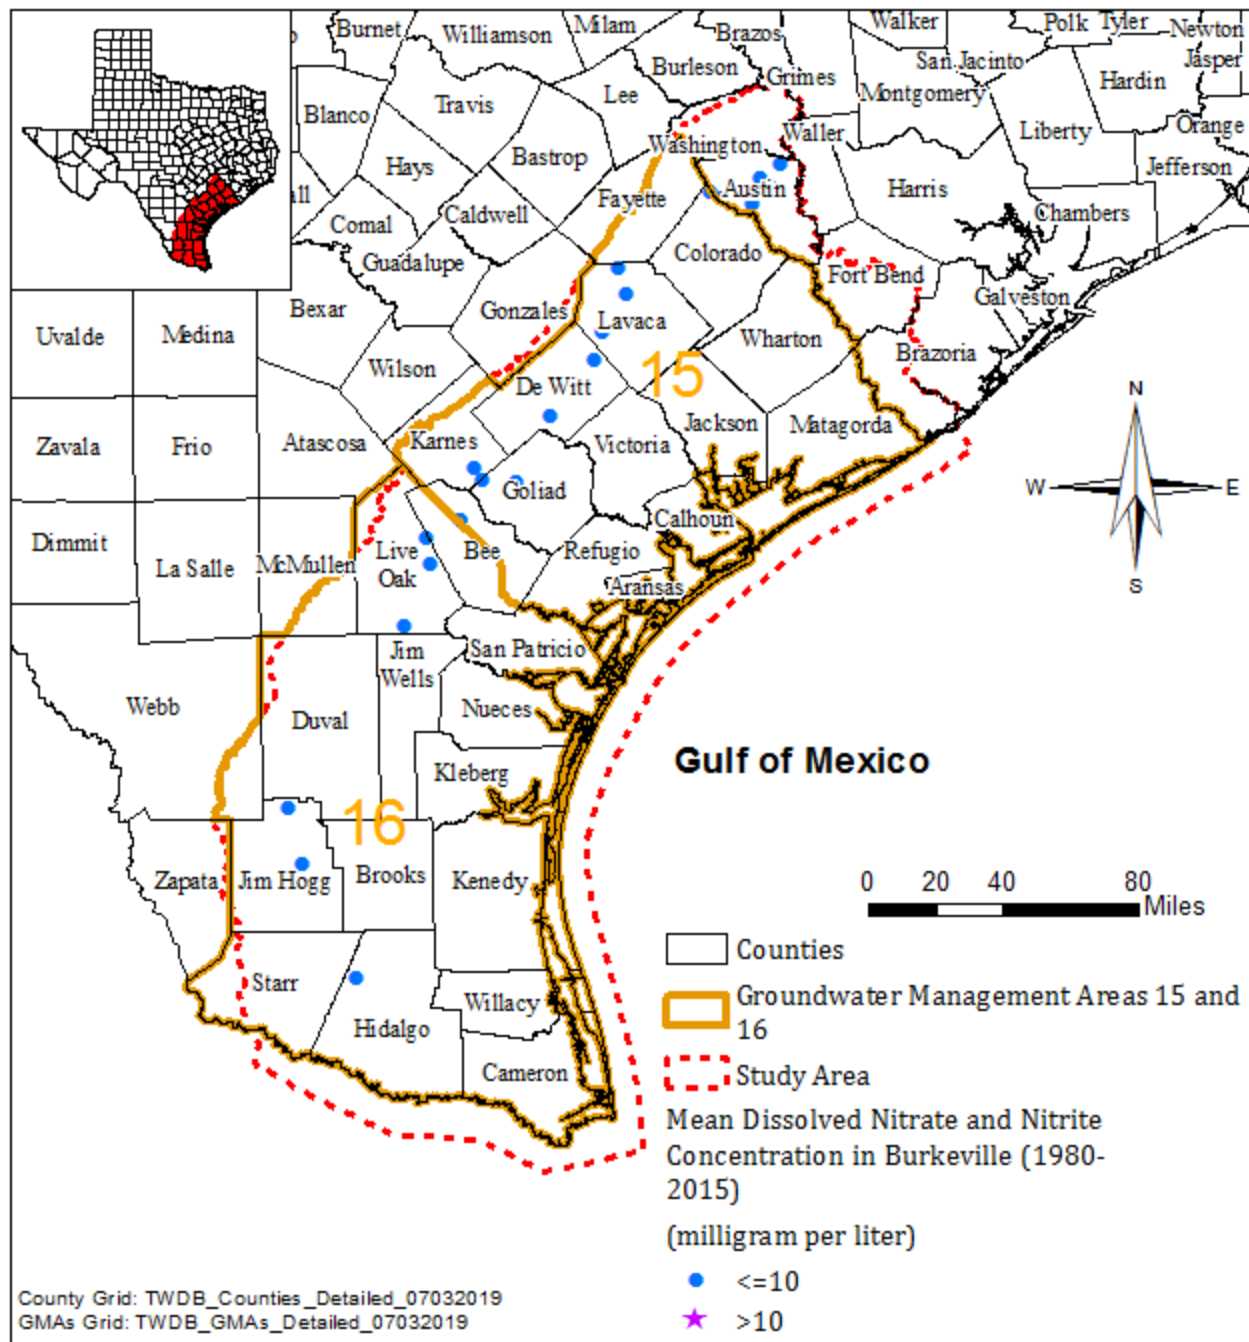 Burnet
Williamson
Milam
Brazos
Walker
Polk
Tyler
Newton
Burleson
Grimes
San Jacinto
Jasper
Blanco
Travis
Lee
Montgomery
Hardin
Hays
Bastrop
Washington
Waller
Liberty
Orange
Jefferson
all
Comal
Caldwell
Fayette
Austin
Harris
Chambers
Guadalupe
Colorado
Fort Bend
Galveston
Bexar
Gonzales
Lavaca
Uvalde
Medina
Wilson
Wharton
Brazoria
De Witt
15
N
Zavala
Frio
Atascosa
Karnes
Victoria
Jackson
Matagorda
W
E
Goliad
Dimmit
La Salle
McMullen
Live
Oak
Bee
Refugio
Calhoun
Aransas
S
San Patricio
Jim
Wells
Webb
Duval
Nueces
Gulf of Mexico
Kleberg
16
Zapata
Jim Hogg
Brooks
Kenedy
0 20 40 80
Miles
Counties
Starr
Willacy
Groundwater Management Areas 15 and
16
Hidalgo
Cameron
Study Area
Mean Dissolved Nitrate and Nitrite
Concentration in Burkeville (1980-
2015)
(milligram per liter)
<=10
>10
County Grid: TWDB_Counties_Detailed_07032019
GMAs Grid: TWDB_GMAs_Detailed_07032019